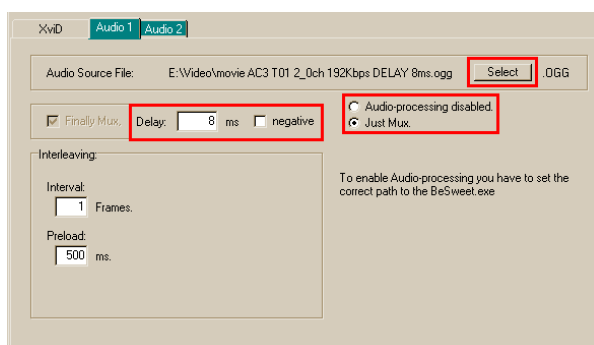 XviD Audio 1 Audio 2
Audio Source File: E:\Video\movie AC3 T01 2_0ch 192Kbps DELAY 8ms.ogg Select .OGG
Finally Mux. Delay: 8 ms negative
Audio-processing disabled.
Just Mux.
Interleaving:
Interval:
1 Frames.
Preload:
500 ms.
To enable Audio-processing you have to set the
correct path to the BeSweet.exe